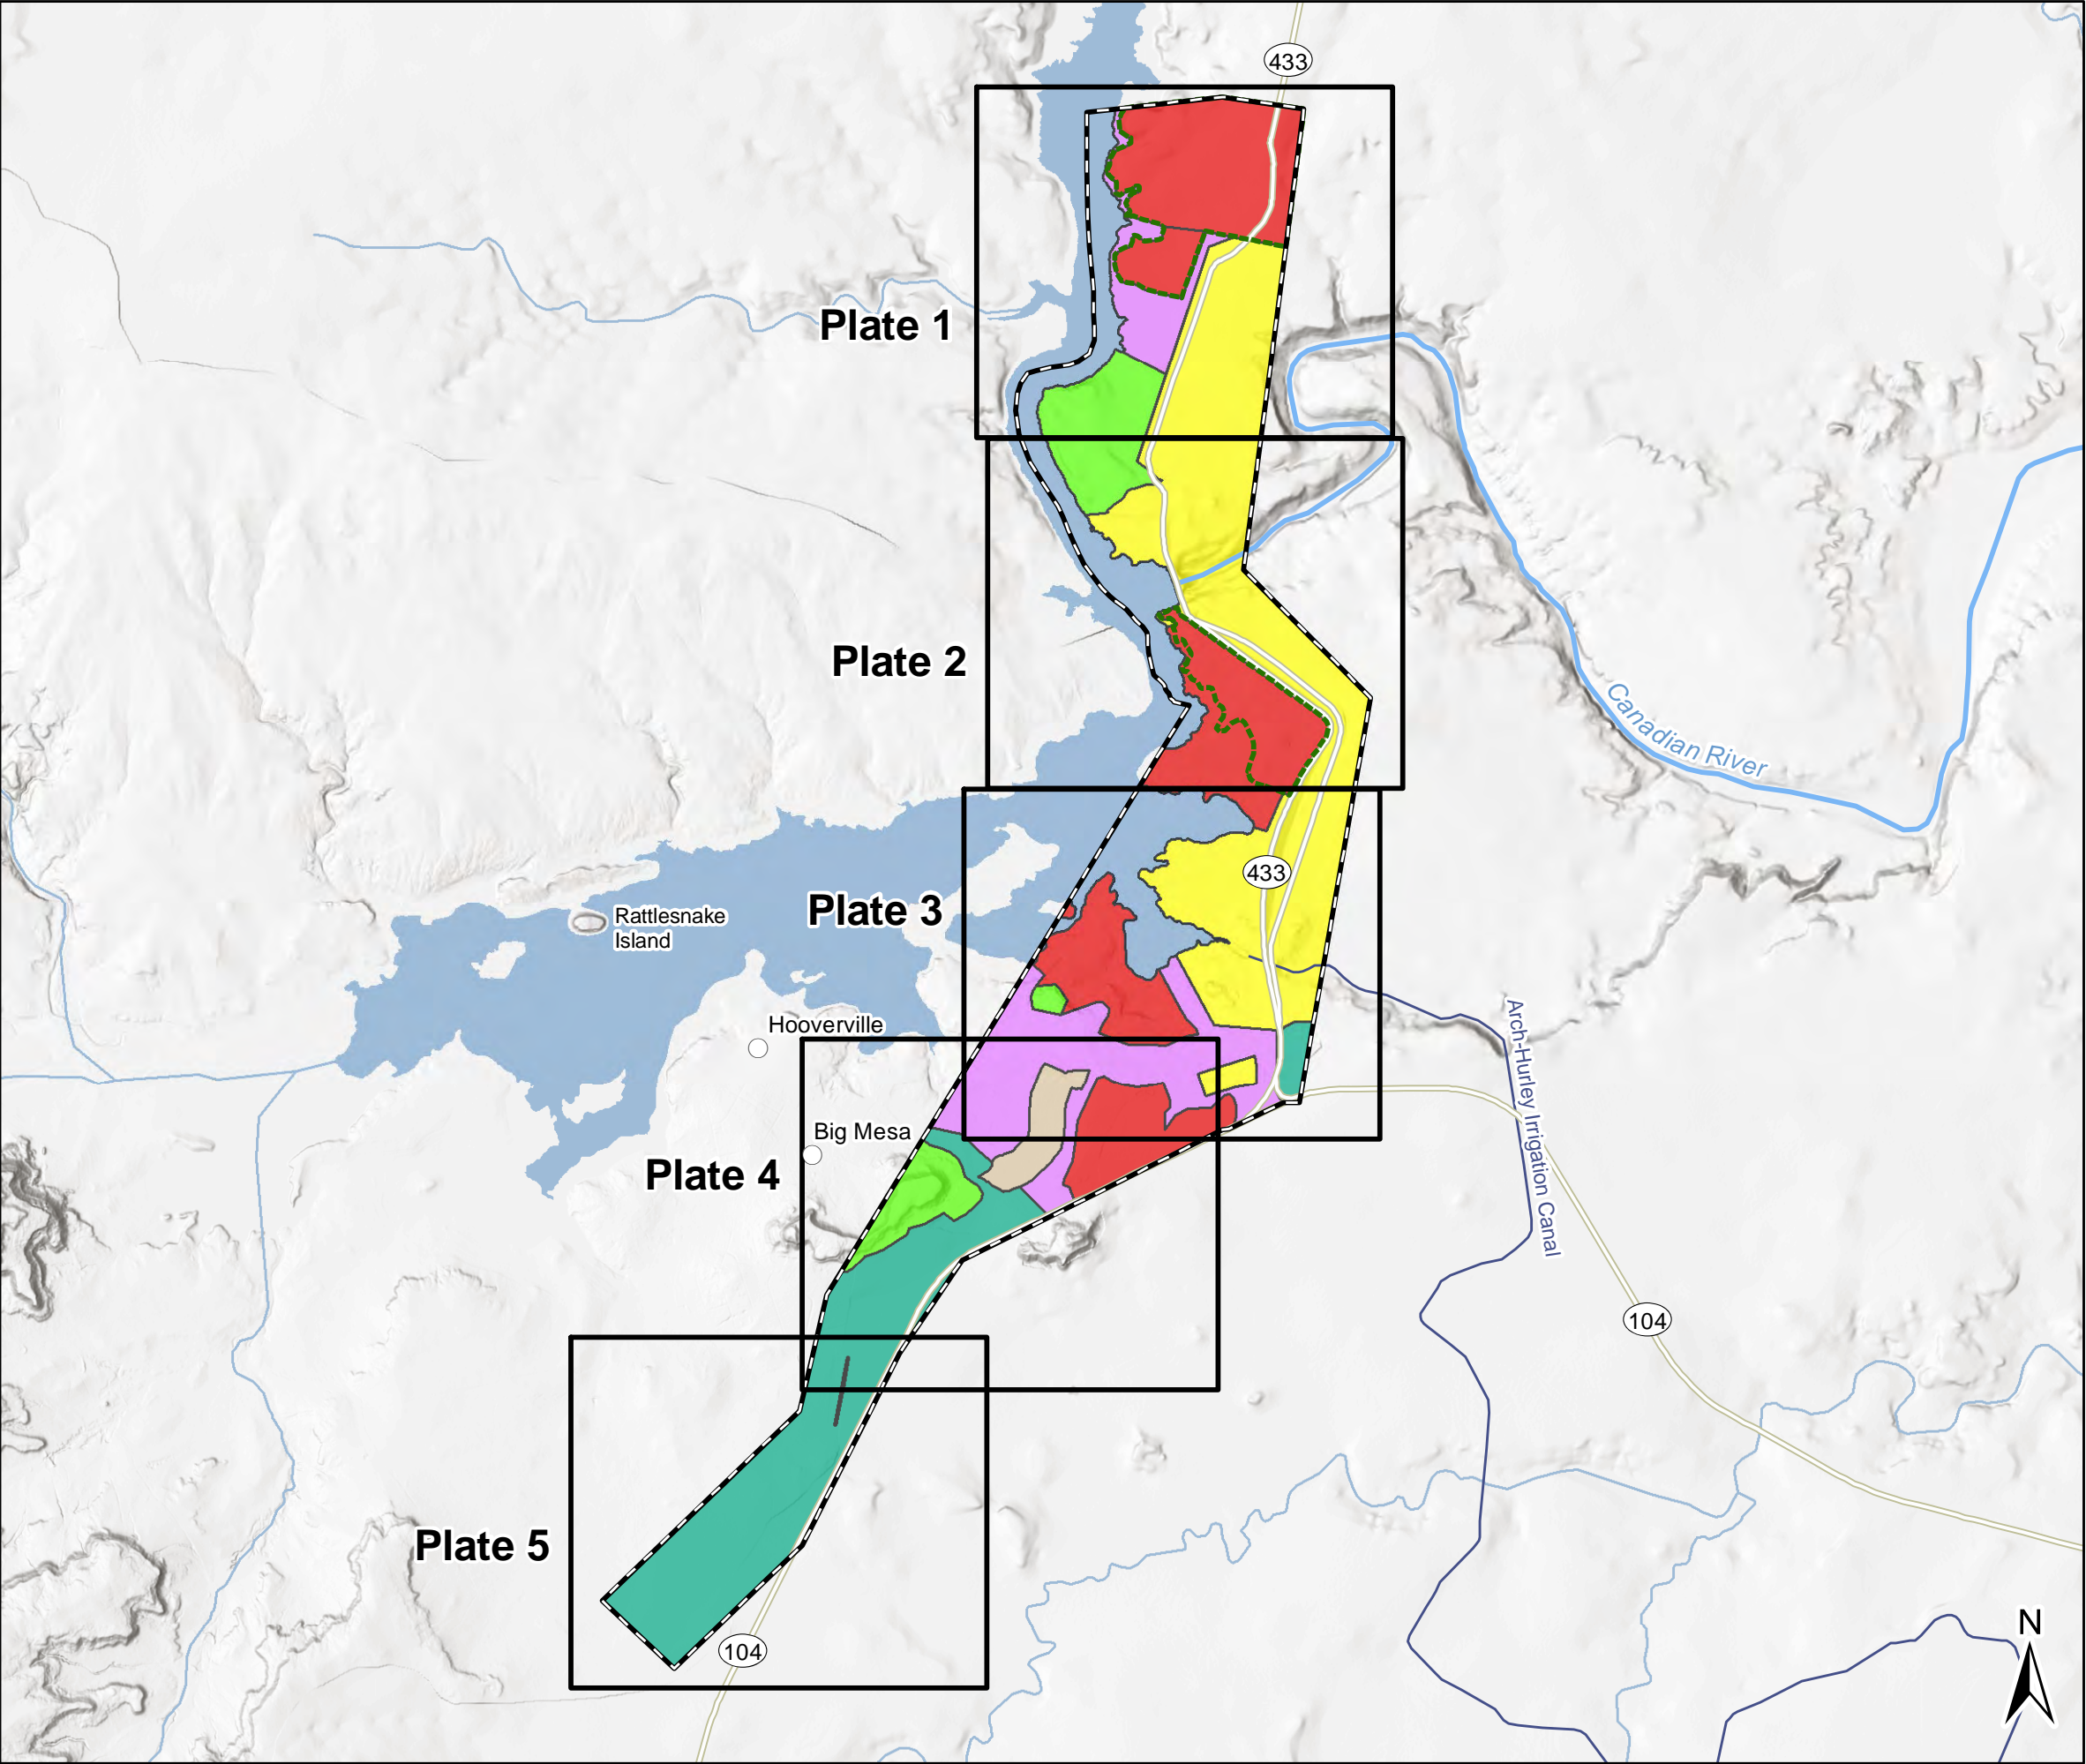 433
Plate 1
Plate 2
Canadian River
433
Plate 3
Rattlesnake
Island
Hooverville
Arch-Hurley Irrigation Canal
Big Mesa
Plate 4
104
Plate 5
104
N